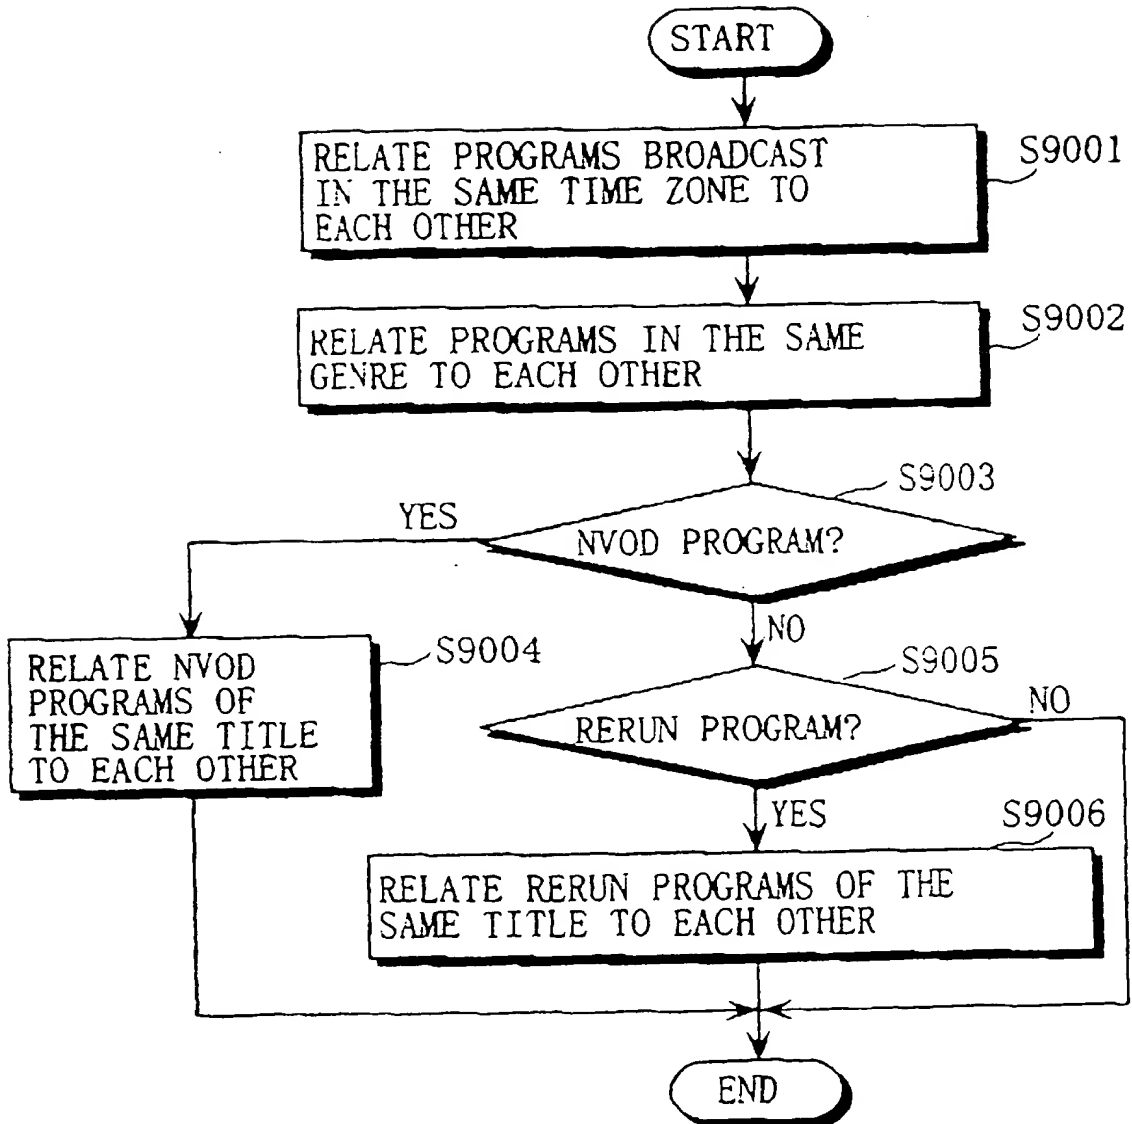 START
RELATE PROGRAMS BROADCAST
IN THE SAME TIME ZONE TO
EACH OTHER
S9001
RELATE PROGRAMS IN THE SAME
GENRE TO EACH OTHER
S9002
S9003
YES
NVOD PROGRAM?
NO
RELATE NVOD
PROGRAMS OF
THE SAME TITLE
TO EACH OTHER
S9004
S9005
RERUN PROGRAM?
NO
YES
S9006
RELATE RERUN PROGRAMS OF THE
SAME TITLE TO EACH OTHER
END